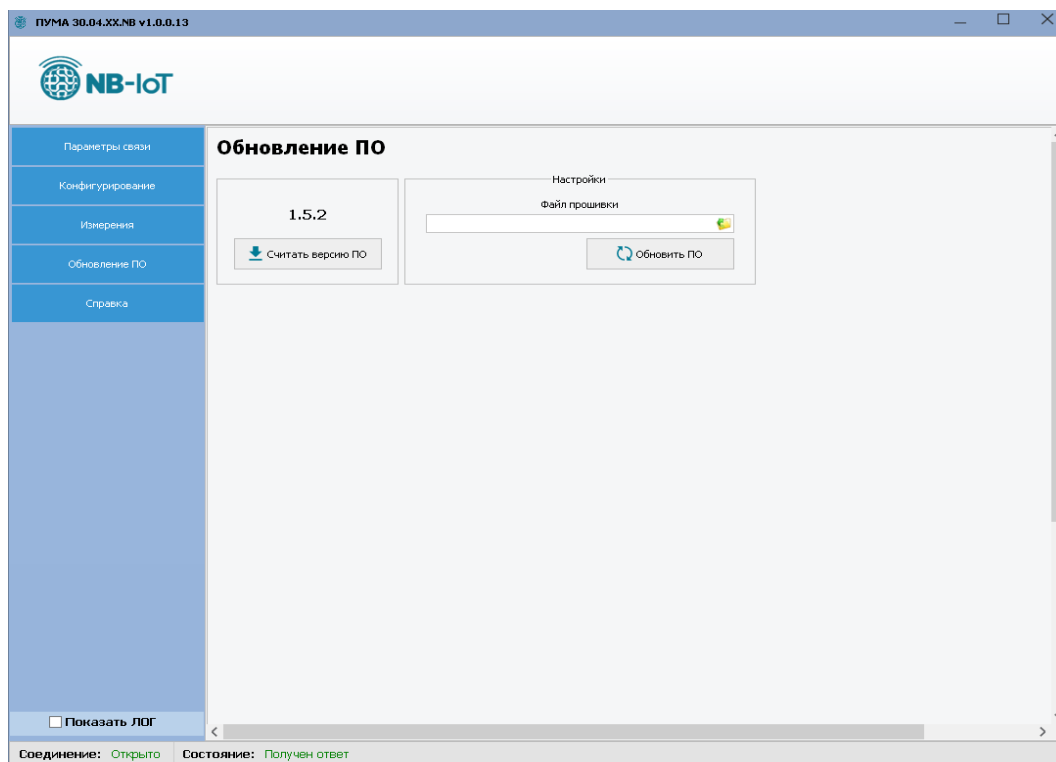 ПУМА 30.04.XX.NB v1.0.0.13
NB-IoT
Параметры связи
Конфигурирование
Измерения
Обновление ПО
Справка
Обновление ПО
1.5.2
Считать версию ПО
Настройки
Файл прошивки
Обновить ПО
Показать ЛОГ
Соединение: Открыто Состояние: Получен ответ